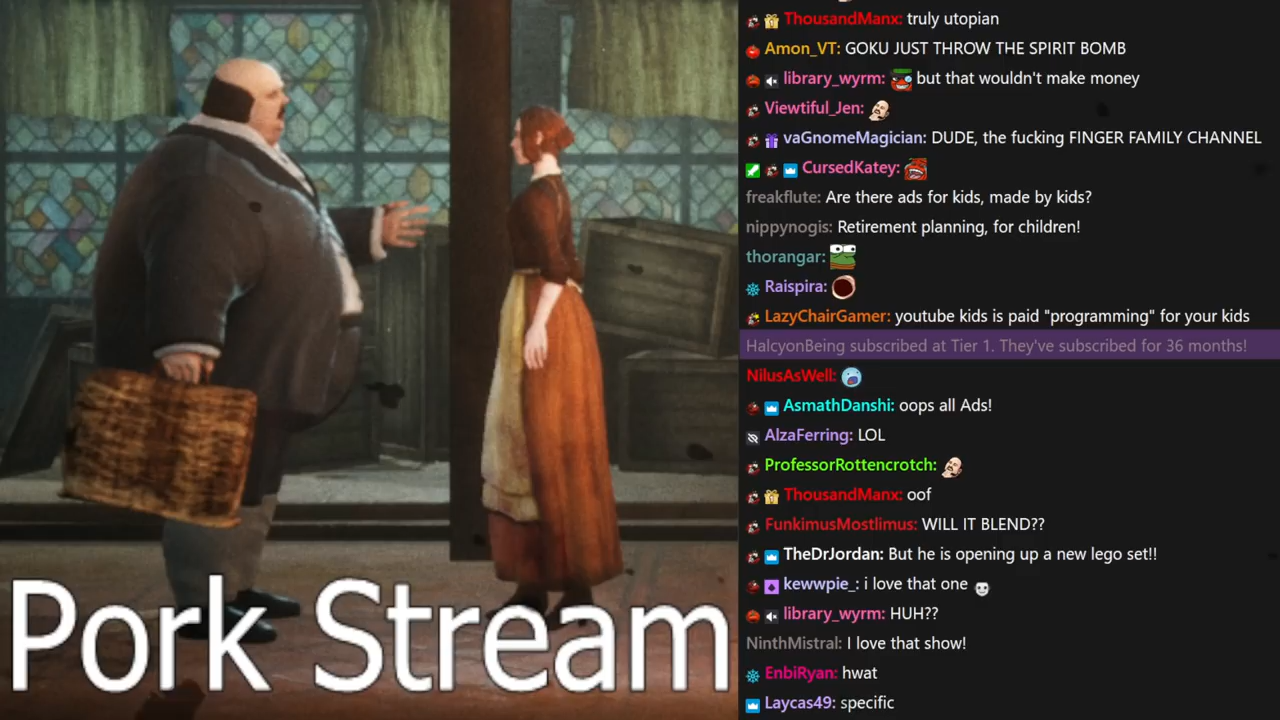 ThousandManx: truly utopian
Amon_VT: GOKU JUST THROW THE SPIRIT BOMB
library_wyrm: but that wouldn't make money
Viewtiful_Jen:
vaGnomeMagician: DUDE, the fucking FINGER FAMILY CHANNEL
CursedKatey:
freakflute: Are there ads for kids, made by kids?
nippynogis: Retirement planning, for children!
thorangar:
Raispira:
LazyChairGamer: youtube kids is paid "programming" for your kids
HalcyonBeing subscribed at Tier 1. They've subscribed for 36 months!
NilusAsWell:
AsmathDanshi: oops all Ads!
AlzaFerring: LOL
ProfessorRottencrotch:
ThousandManx: oof
FunkimusMostlimus: WILL IT BLEND??
TheDrJordan: But he is opening up a new lego set!!
kewwpie_: i love that one
library_wyrm: HUH??
NinthMistral: I love that show!
EnbiRyan: hwat
Laycas49: specific
Pork Stream